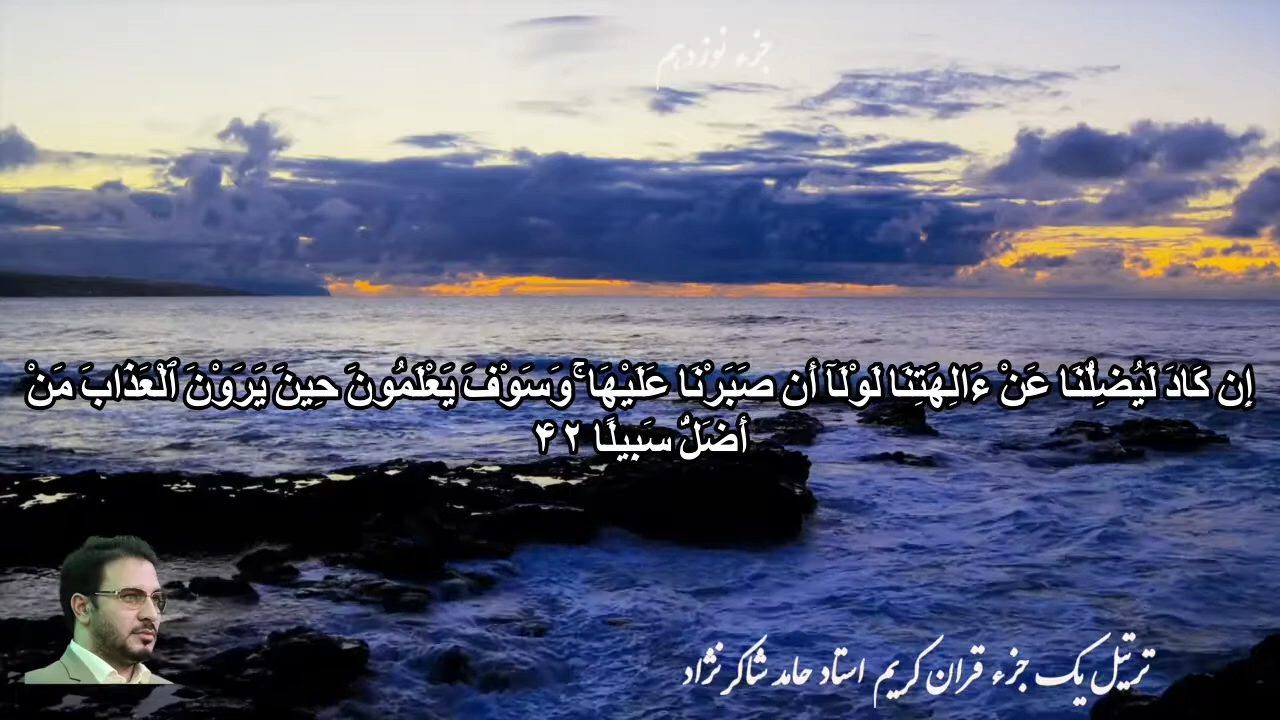 جزء نوزدهم
إِن كَادَ لَيُضِلُّنَا عَنْ ءَالِهَتِنَا لَوْلَآ أَن صَبَرْنَا عَلَيْهَا ۚ وَسَوْفَ يَعْلَمُونَ حِينَ يَرَوْنَ ٱلْعَذَابَ مَنْ
أَضَلُّ سَبِيلًا ۴۲
ترتیل یک جزء قران کریم استاد حامد شاکرنژاد